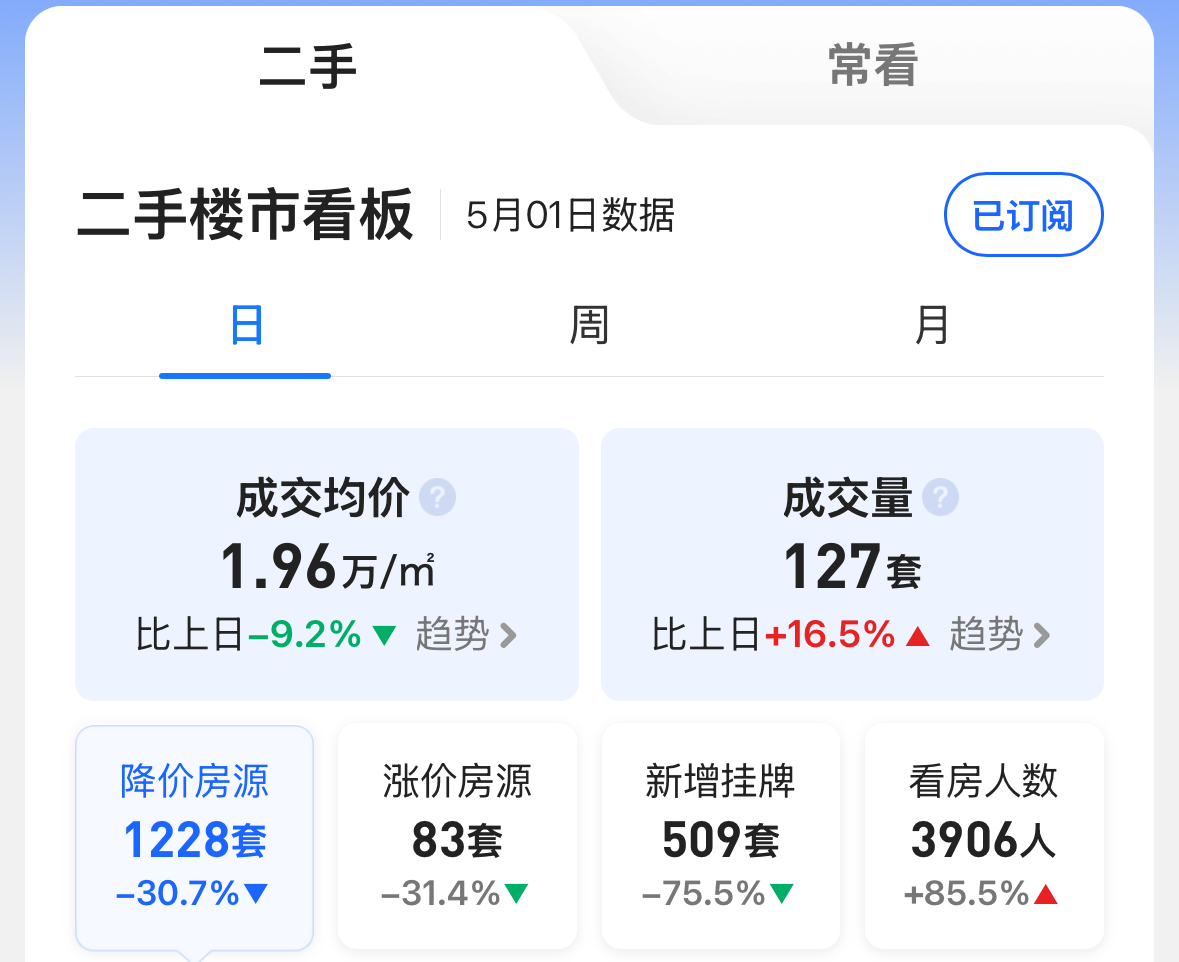 二手 常看
二手楼市看板 5月01日数据 已订阅
日 周 月
成交均价 ? 成交量 ?
1.96万/㎡ 127套
比上日-9.2%▼ 趋势 > 比上日+16.5%▲ 趋势 >
降价房源 涨价房源 新增挂牌 看房人数
1228套 83套 509套 3906人
-30.7%▼ -31.4%▼ -75.5%▼ +85.5%▲